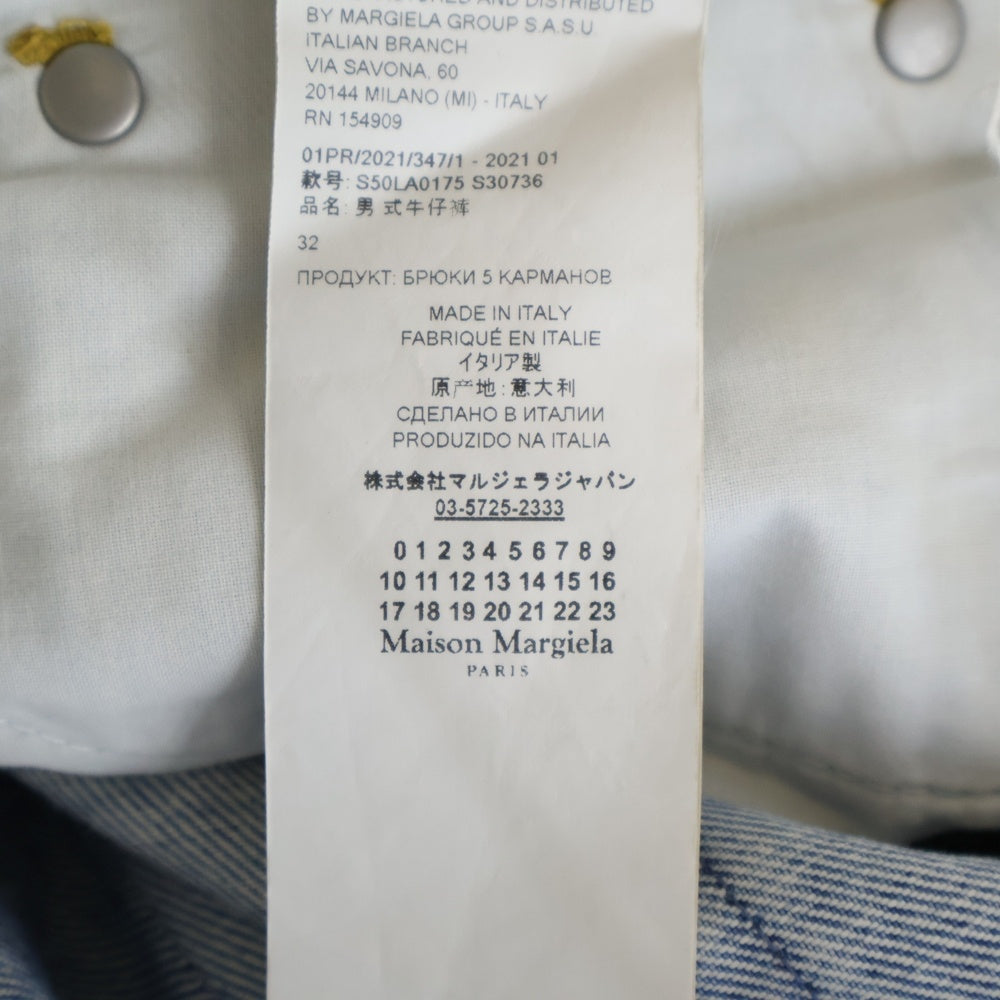 AND DISTRIBUTED
BY MARGIELA GROUP S.A.S.U
ITALIAN BRANCH
VIA SAVONA, 60
20144 MILANO (MI) - ITALY
RN 154909
01PR/2021/347/1 - 2021 01
款号: S50LA0175 S30736
品名: 男 式牛仔裤
32
ПРОДУКТ: БРЮКИ 5 КАРМАНОВ
MADE IN ITALY
FABRIQUÉ EN ITALIE
イタリア製
原产地:意大利
СДЕЛАНО В ИТАЛИИ
PRODUZIDO NA ITALIA
株式会社マルジェラジャパン
03-5725-2333
0 1 2 3 4 5 6 7 8 9
10 11 12 13 14 15 16
17 18 19 20 21 22 23
Maison Margiela
PARIS